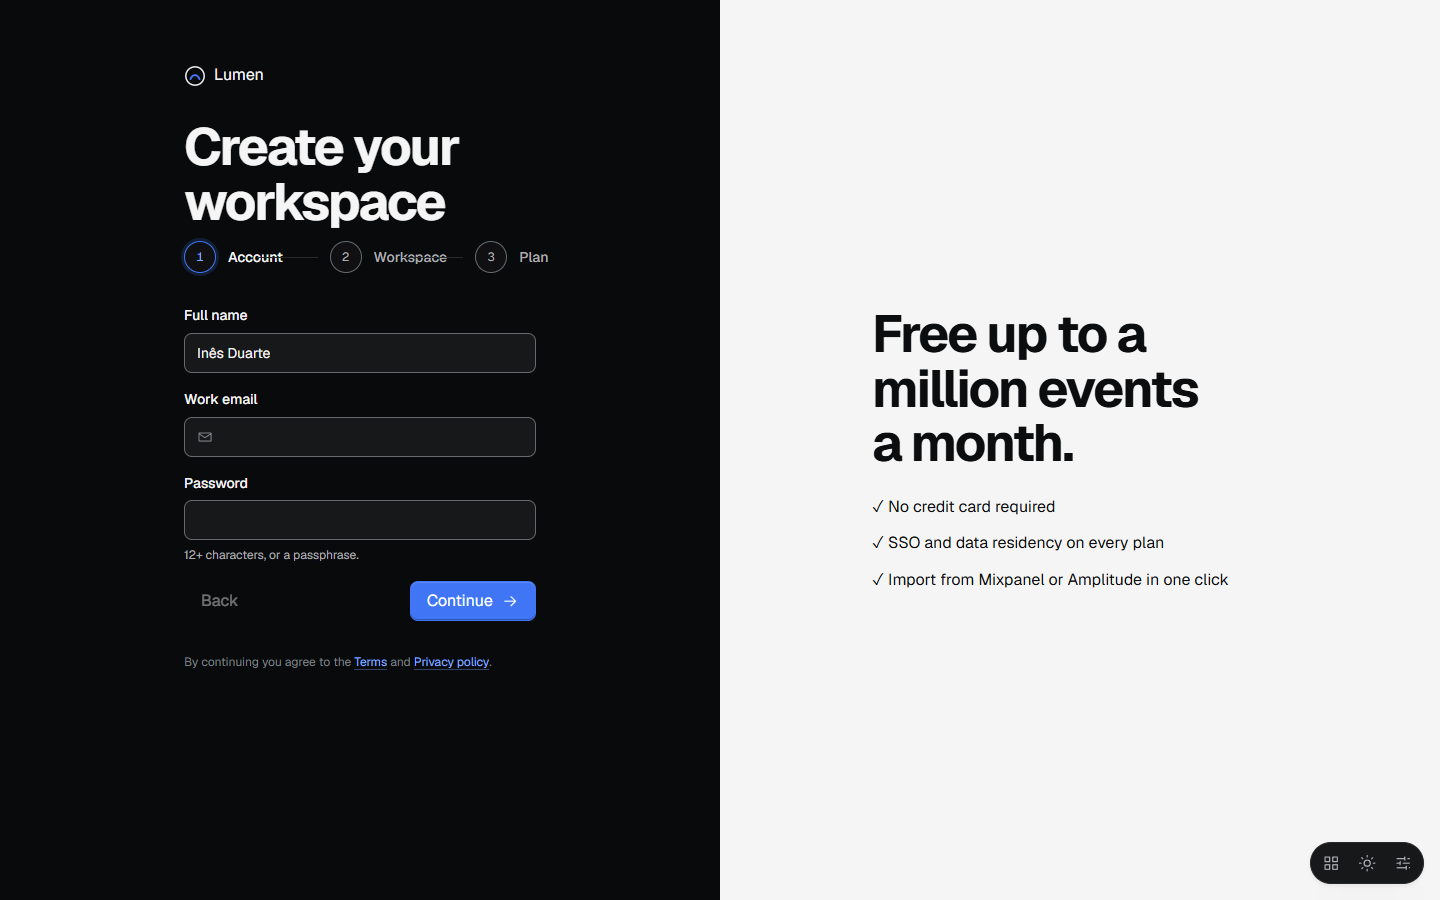 Lumen
Create your
workspace
1 Account 2 Workspace 3 Plan
Full name
Inês Duarte
Work email
Password
12+ characters, or a passphrase.
Back Continue →
By continuing you agree to the Terms and Privacy policy.
Free up to a
million events
a month.
✓ No credit card required
✓ SSO and data residency on every plan
✓ Import from Mixpanel or Amplitude in one click